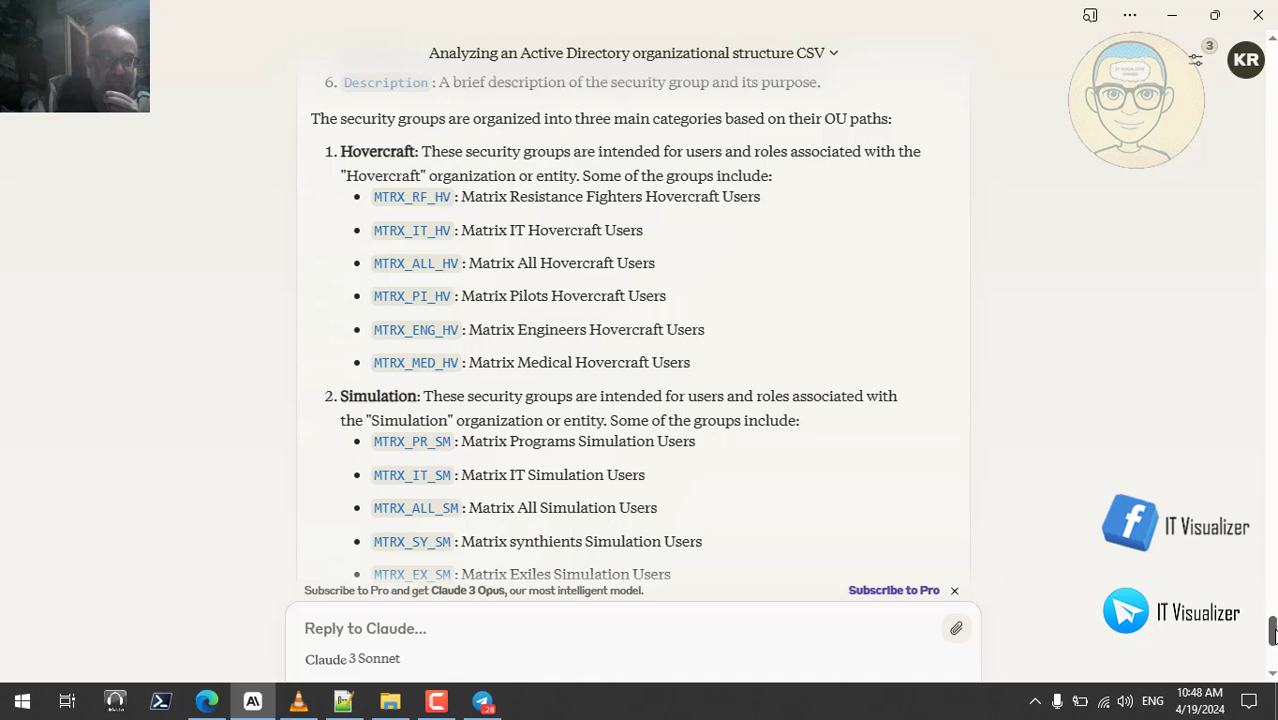 Analyzing an Active Directory organizational structure CSV
3
KR
IT VISUALIZER
6. Description: A brief description of the security group and its purpose.
The security groups are organized into three main categories based on their OU paths:
1. Hovercraft: These security groups are intended for users and roles associated with the
"Hovercraft" organization or entity. Some of the groups include:
• MTRX_RF_HV: Matrix Resistance Fighters Hovercraft Users
• MTRX_IT_HV: Matrix IT Hovercraft Users
• MTRX_ALL_HV: Matrix All Hovercraft Users
• MTRX_PI_HV: Matrix Pilots Hovercraft Users
• MTRX_ENG_HV: Matrix Engineers Hovercraft Users
• MTRX_MED_HV: Matrix Medical Hovercraft Users
2. Simulation: These security groups are intended for users and roles associated with
the "Simulation" organization or entity. Some of the groups include:
• MTRX_PR_SM: Matrix Programs Simulation Users
• MTRX_IT_SM: Matrix IT Simulation Users
• MTRX_ALL_SM: Matrix All Simulation Users
• MTRX_SY_SM: Matrix synthients Simulation Users
• MTRX_EX_SM: Matrix Exiles Simulation Users
IT Visualizer
IT Visualizer
Subscribe to Pro and get Claude 3 Opus, our most intelligent model.
Subscribe to Pro
Reply to Claude...
Claude 3 Sonnet
28
ENG
10:48 AM
4/19/2024